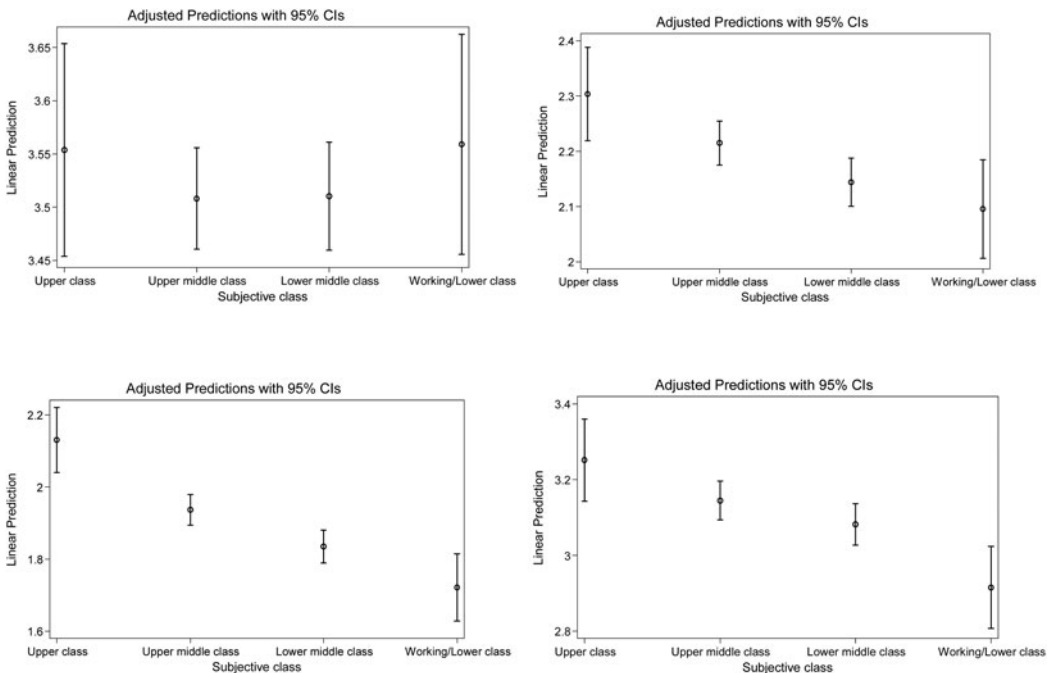 Adjusted Predictions with 95% CIs
Linear Prediction
3.65
3.6
3.55
3.5
3.45
Upper class Upper middle class Lower middle class Working/Lower class
Subjective class
Adjusted Predictions with 95% CIs
Linear Prediction
2.4
2.3
2.2
2.1
2
Upper class Upper middle class Lower middle class Working/Lower class
Subjective class
Adjusted Predictions with 95% CIs
Linear Prediction
2.2
2
1.8
1.6
Upper class Upper middle class Lower middle class Working/Lower class
Subjective class
Adjusted Predictions with 95% CIs
Linear Prediction
3.4
3.2
3
2.8
Upper class Upper middle class Lower middle class Working/Lower class
Subjective class